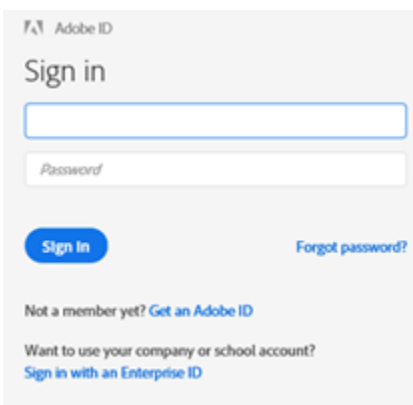 Adobe ID
Sign in
Password
Sign In
Forgot password?
Not a member yet? Get an Adobe ID
Want to use your company or school account?
Sign in with an Enterprise ID